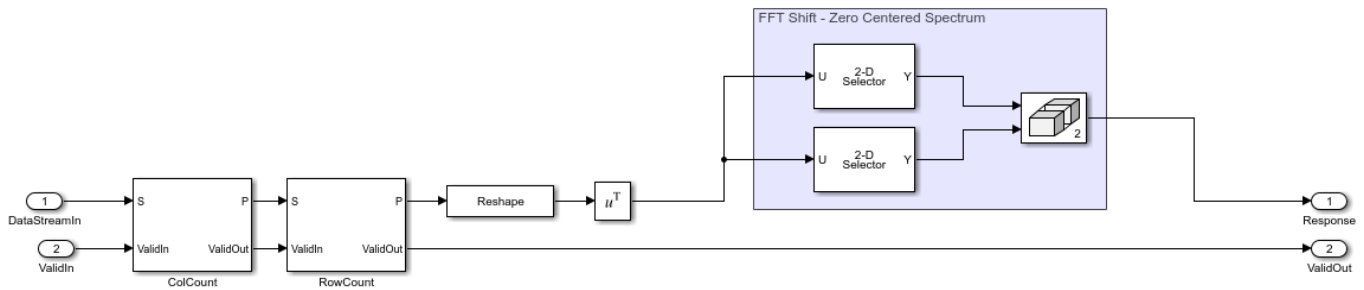 FFT Shift - Zero Centered Spectrum
U
2-D
Selector
Y
2
U
2-D
Selector
Y
1
DataStreamIn
2
ValidIn
S
P
ValidIn
ValidOut
ColCount
S
P
ValidIn
ValidOut
RowCount
Reshape
uT
1
Response
2
ValidOut